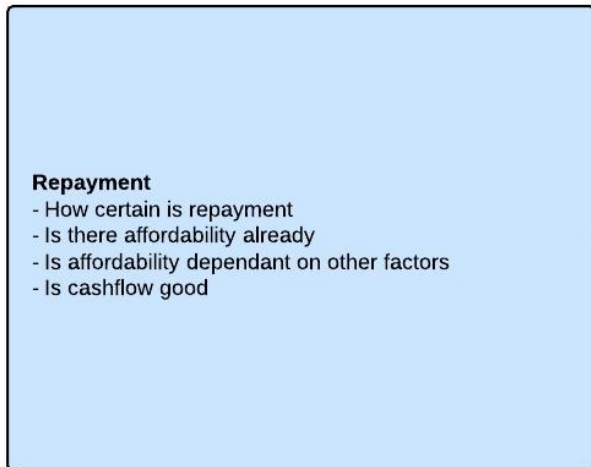 Repayment
- How certain is repayment
- Is there affordability already
- Is affordability dependant on other factors
- Is cashflow good